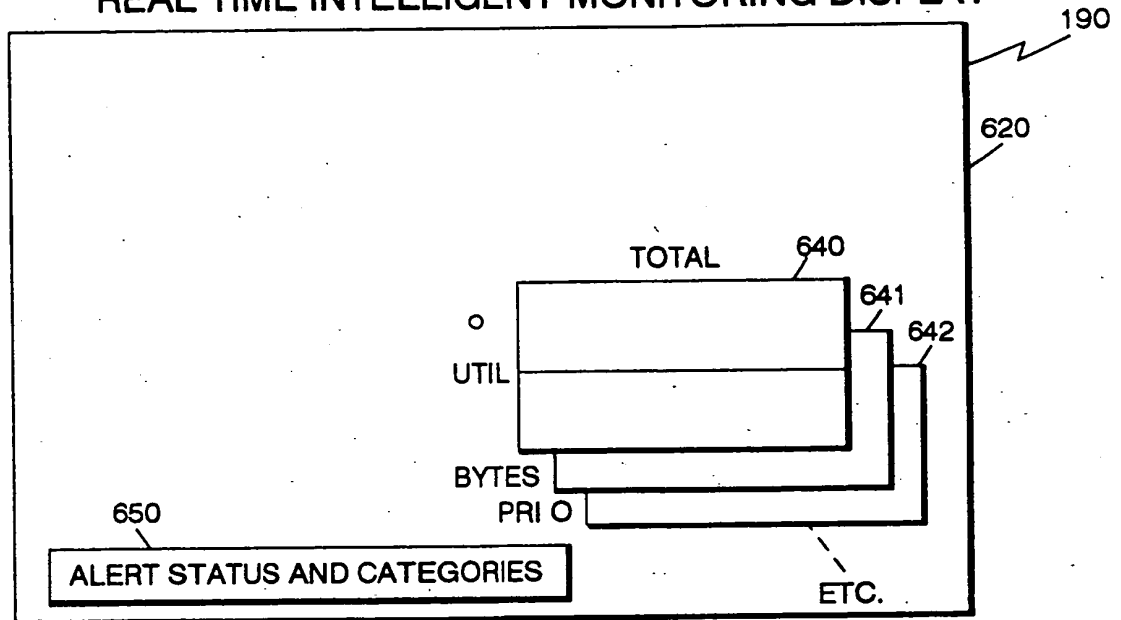 REAL TIME INTELLIGENT MONITORING DISPLAY
190
620
TOTAL
640
641
642
UTIL
BYTES
PRI
650
ALERT STATUS AND CATEGORIES
ETC.